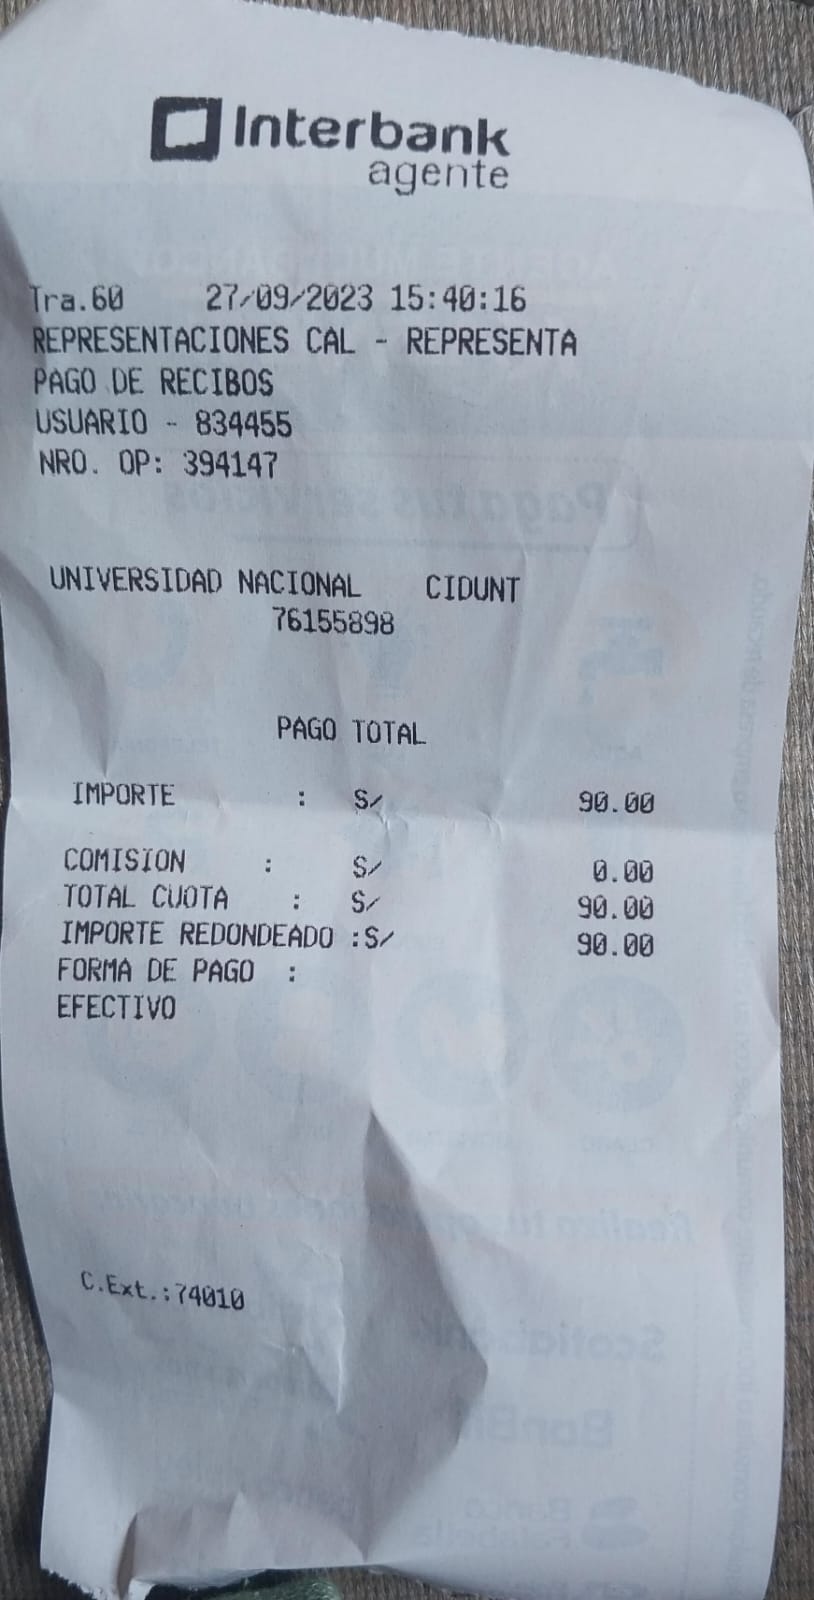 Interbank
agente
Tra.60 27/09/2023 15:40:16
REPRESENTACIONES CAL - REPRESENTA
PAGO DE RECIBOS
USUARIO - 834455
NRO. OP: 394147
UNIVERSIDAD NACIONAL CIDUNT
76155898
PAGO TOTAL
IMPORTE : S/ 90.00
COMISION : S/ 0.00
TOTAL CUOTA : S/ 90.00
IMPORTE REDONDEADO :S/ 90.00
FORMA DE PAGO :
EFECTIVO
C.Ext.:74010